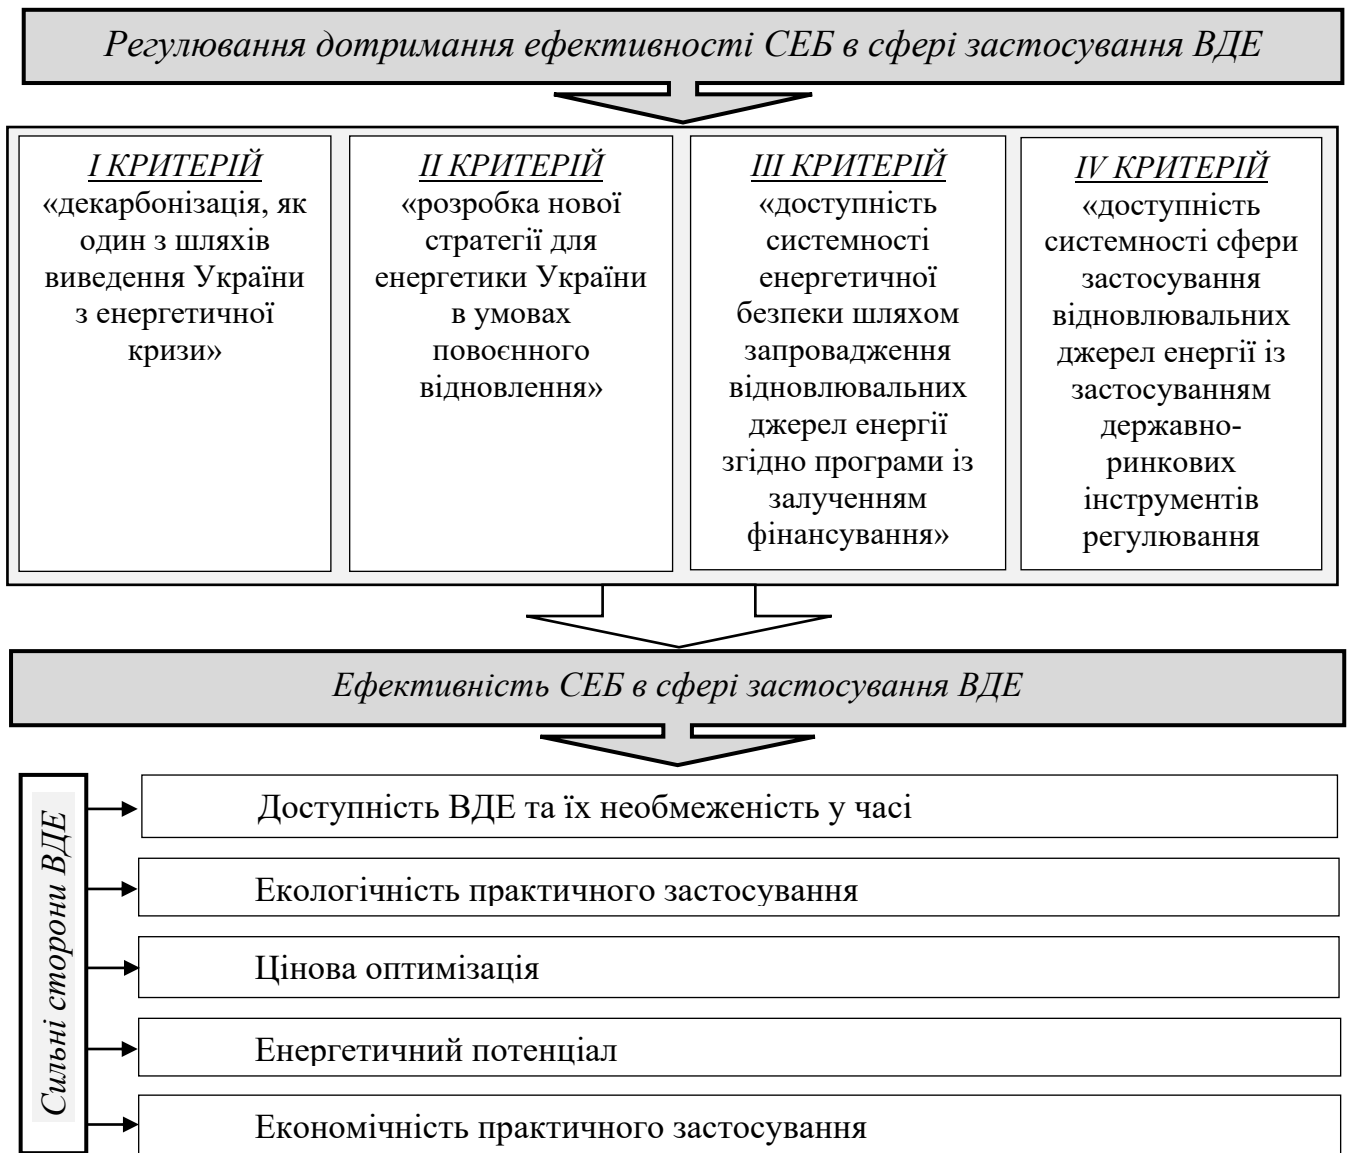 Регулювання дотримання ефективності СЕБ в сфері застосування ВДЕ
І КРИТЕРІЙ
«декарбонізація, як
один з шляхів
виведення України
з енергетичної
кризи»
ІІ КРИТЕРІЙ
«розробка нової
стратегії для
енергетики України
в умовах
повоєнного
відновлення»
ІІІ КРИТЕРІЙ
«доступність
системності
енергетичної
безпеки шляхом
запровадження
відновлювальних
джерел енергії
згідно програми із
залученням
фінансування»
IV КРИТЕРІЙ
«доступність
системності сфери
застосування
відновлювальних
джерел енергії із
застосуванням
державно-
ринкових
інструментів
регулювання
Ефективність СЕБ в сфері застосування ВДЕ
Сильні сторони ВДЕ
Доступність ВДЕ та їх необмеженість у часі
Екологічність практичного застосування
Цінова оптимізація
Енергетичний потенціал
Економічність практичного застосування